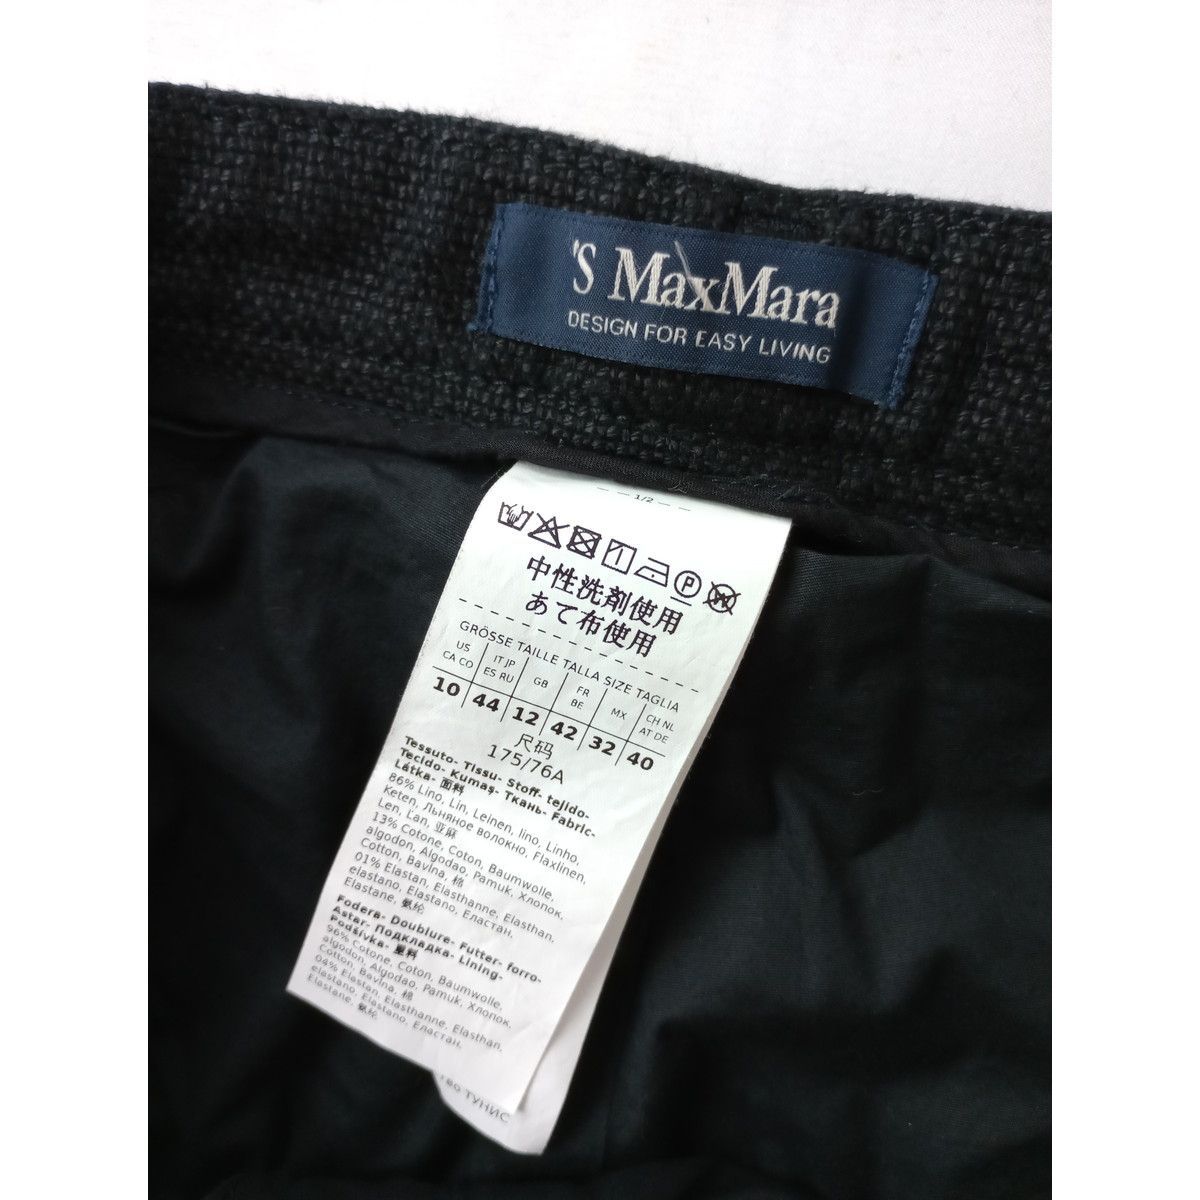 'S MaxMara
DESIGN FOR EASY LIVING
1/2
P
W
中性洗剤使用
あて布使用
GRÖSSE TAILLE TALLA SIZE TAGLIA
US CA CO | IT JP ES RU | GB | FR BE | MX | CH NL AT DE
10 | 44 | 12 | 42 | 32 | 40
尺码
175/76A
Tessuto- Tissu- Stoff- tejido-
Tecido- Kumaş- Ткань- Fabric-
Látka- 面料
86% Lino, Lin, Leinen, lino, Linho,
Keten, Льняное волокно, Flaxlinen,
Len, Ľan, 亚麻
13% Cotone, Coton, Baumwolle,
algodon, Algodao, Pamuk, Хлопок,
Cotton, Bavlna, 棉
01% Elastan, Elasthanne, Elasthan,
elastano, Elastano, Еластан,
Elastane, 氨纶
Fodera- Doublure- Futter- forro-
Astar- Подкладка- Lining-
Podšívka- 里料
96% Cotone, Coton, Baumwolle,
algodon, Algodao, Pamuk, Хлопок,
Cotton, Bavlna, 棉
04% Elastan, Elasthanne, Elasthan,
elastano, Elastano, Еластан,
Elastane, 氨纶
ТУНИС